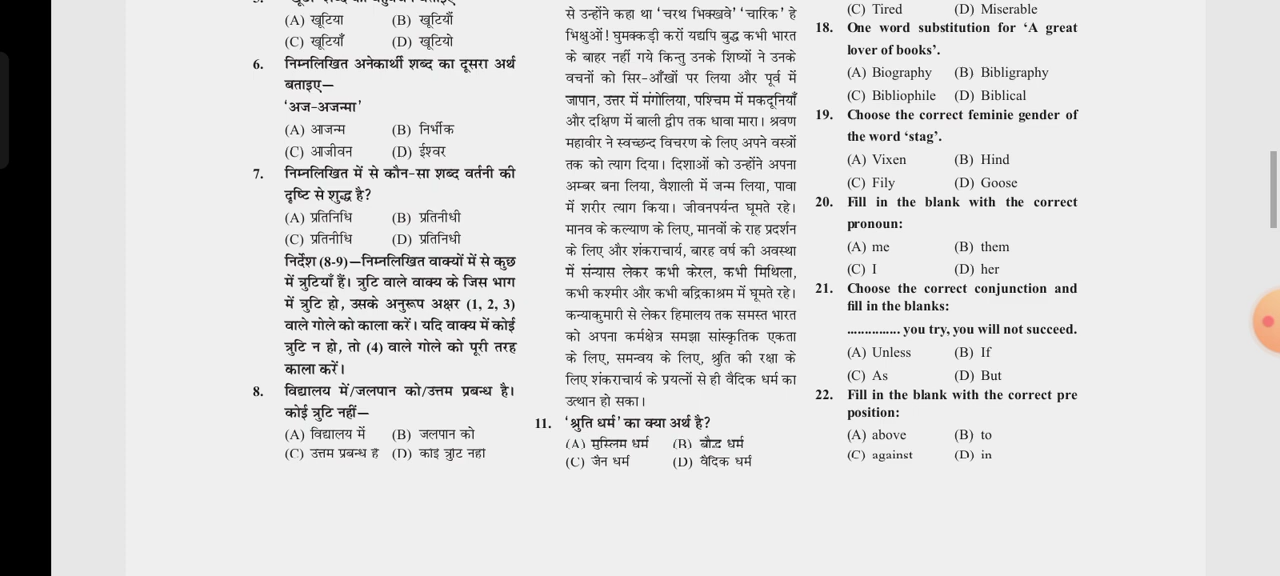 (A) खूटिया (B) खूटियौं
(C) खूटियाँ (D) खूटियो
6. निम्नलिखित अनेकार्थी शब्द का दूसरा अर्थ
बताइए—
'अज-अजन्मा'
(A) आजन्म (B) निर्भीक
(C) आजीवन (D) ईश्वर
7. निम्नलिखित में से कौन-सा शब्द वर्तनी की
दृष्टि से शुद्ध है?
(A) प्रतिनिधि (B) प्रतिनीधी
(C) प्रतिनीधि (D) प्रतिनिधी
निर्देश (8-9)—निम्नलिखित वाक्यों में से कुछ
में त्रुटियाँ हैं। त्रुटि वाले वाक्य के जिस भाग
में त्रुटि हो, उसके अनुरूप अक्षर (1, 2, 3)
वाले गोले को काला करें। यदि वाक्य में कोई
त्रुटि न हो, तो (4) वाले गोले को पूरी तरह
काला करें।
8. विद्यालय में/जलपान को/उत्तम प्रबन्ध है।
कोई त्रुटि नहीं—
(A) विद्यालय में (B) जलपान को
(C) उत्तम प्रबन्ध है (D) कोई त्रुटि नहीं
से उन्होंने कहा था 'चरथ भिक्खवे' 'चारिक' हे
भिक्षुओं! घुमक्कड़ी करों यद्यपि बुद्ध कभी भारत
के बाहर नहीं गये किन्तु उनके शिष्यों ने उनके
वचनों को सिर-आँखों पर लिया और पूर्व में
जापान, उत्तर में मंगोलिया, पश्चिम में मकदूनियाँ
और दक्षिण में बाली द्वीप तक धावा मारा। श्रवण
महावीर ने स्वच्छन्द विचरण के लिए अपने वस्त्रों
तक को त्याग दिया। दिशाओं को उन्होंने अपना
अम्बर बना लिया, वैशाली में जन्म लिया, पावा
में शरीर त्याग किया। जीवनपर्यन्त घूमते रहे।
मानव के कल्याण के लिए, मानवों के राह प्रदर्शन
के लिए और शंकराचार्य, बारह वर्ष की अवस्था
में संन्यास लेकर कभी केरल, कभी मिथिला,
कभी कश्मीर और कभी बद्रिकाश्रम में घूमते रहे।
कन्याकुमारी से लेकर हिमालय तक समस्त भारत
को अपना कर्मक्षेत्र समझा सांस्कृतिक एकता
के लिए, समन्वय के लिए, श्रुति की रक्षा के
लिए शंकराचार्य के प्रयत्नों से ही वैदिक धर्म का
उत्थान हो सका।
11. 'श्रुति धर्म' का क्या अर्थ है?
(A) मुस्लिम धर्म (B) बौद्ध धर्म
(C) जैन धर्म (D) वैदिक धर्म
(C) Tired (D) Miserable
18. One word substitution for 'A great
lover of books'.
(A) Biography (B) Bibligraphy
(C) Bibliophile (D) Biblical
19. Choose the correct feminie gender of
the word 'stag'.
(A) Vixen (B) Hind
(C) Fily (D) Goose
20. Fill in the blank with the correct
pronoun:
(A) me (B) them
(C) I (D) her
21. Choose the correct conjunction and
fill in the blanks:
............... you try, you will not succeed.
(A) Unless (B) If
(C) As (D) But
22. Fill in the blank with the correct pre
position:
(A) above (B) to
(C) against (D) in